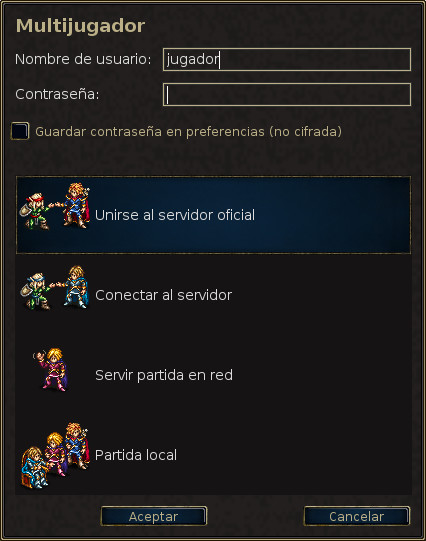 Multijugador
Nombre de usuario: jugador
Contraseña:
Guardar contraseña en preferencias (no cifrada)
Unirse al servidor oficial
Conectar al servidor
Servir partida en red
Partida local
Aceptar Cancelar